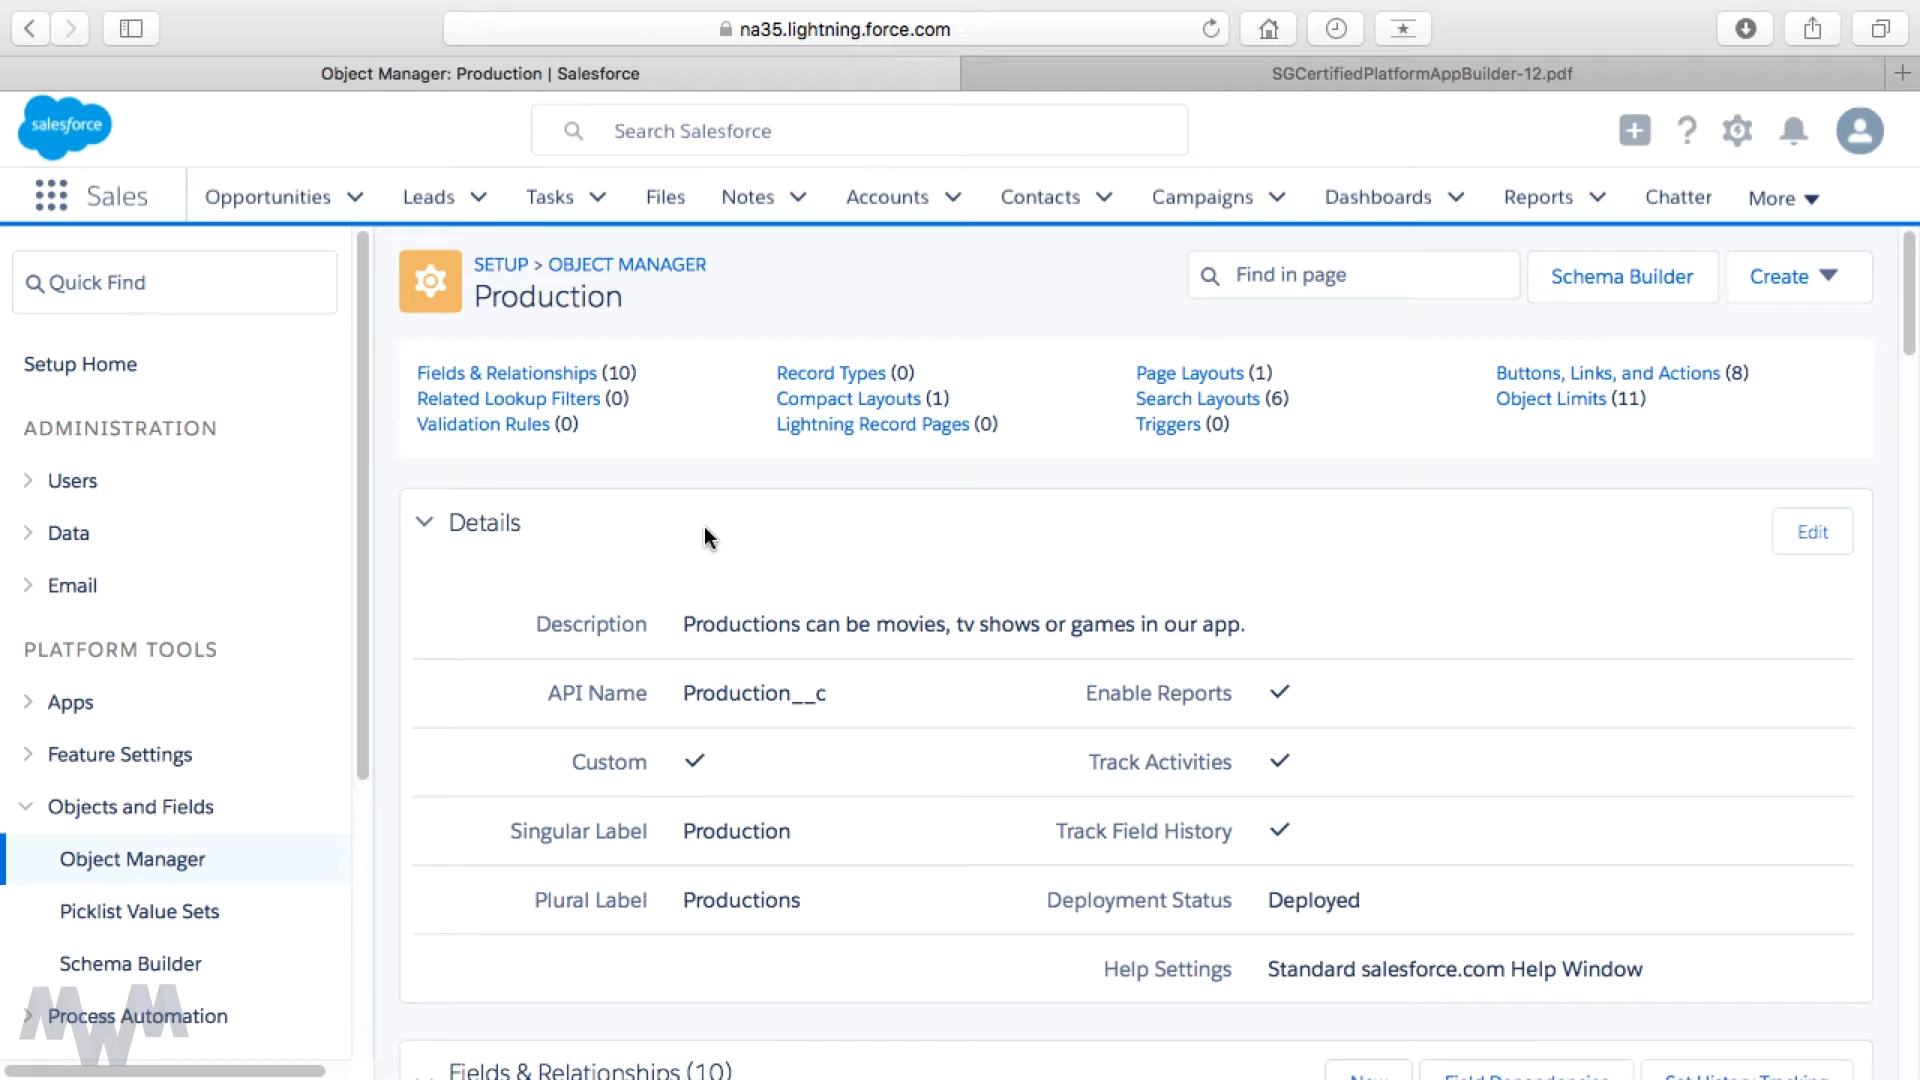 na35.lightning.force.com
Object Manager: Production | Salesforce
SGCertifiedPlatformAppBuilder-12.pdf
salesforce
Search Salesforce
Sales
Opportunities
Leads
Tasks
Files
Notes
Accounts
Contacts
Campaigns
Dashboards
Reports
Chatter
More
Quick Find
SETUP > OBJECT MANAGER
Production
Find in page
Schema Builder
Create
Setup Home
ADMINISTRATION
Users
Data
Email
PLATFORM TOOLS
Apps
Feature Settings
Objects and Fields
Object Manager
Picklist Value Sets
Schema Builder
Process Automation
MWM
Fields & Relationships (10)
Record Types (0)
Page Layouts (1)
Buttons, Links, and Actions (8)
Related Lookup Filters (0)
Compact Layouts (1)
Search Layouts (6)
Object Limits (11)
Validation Rules (0)
Lightning Record Pages (0)
Triggers (0)
Details
Edit
Description Productions can be movies, tv shows or games in our app.
API Name Production__c
Enable Reports
Custom
Track Activities
Singular Label Production
Track Field History
Plural Label Productions
Deployment Status Deployed
Help Settings Standard salesforce.com Help Window
Fields & Relationships (10)
New
Field Dependencies
Set History Tracking